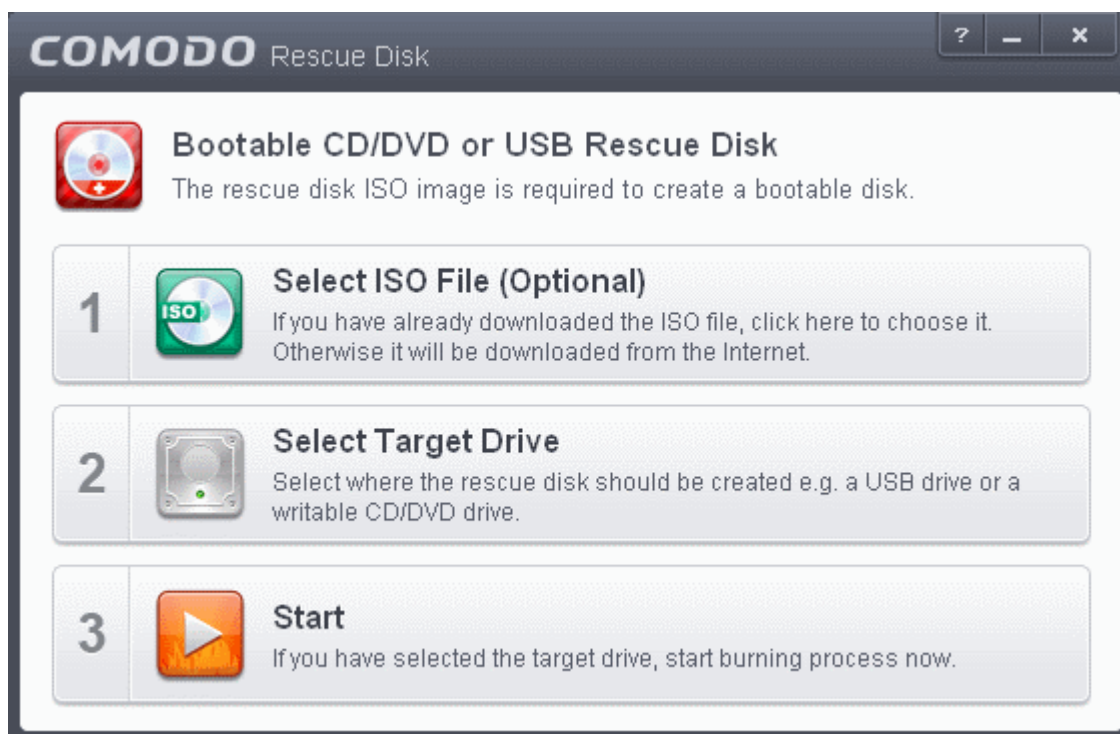 COMODO Rescue Disk
?
Bootable CD/DVD or USB Rescue Disk
The rescue disk ISO image is required to create a bootable disk.
1
ISO
Select ISO File (Optional)
If you have already downloaded the ISO file, click here to choose it.
Otherwise it will be downloaded from the Internet.
2
Select Target Drive
Select where the rescue disk should be created e.g. a USB drive or a
writable CD/DVD drive.
3
Start
If you have selected the target drive, start burning process now.